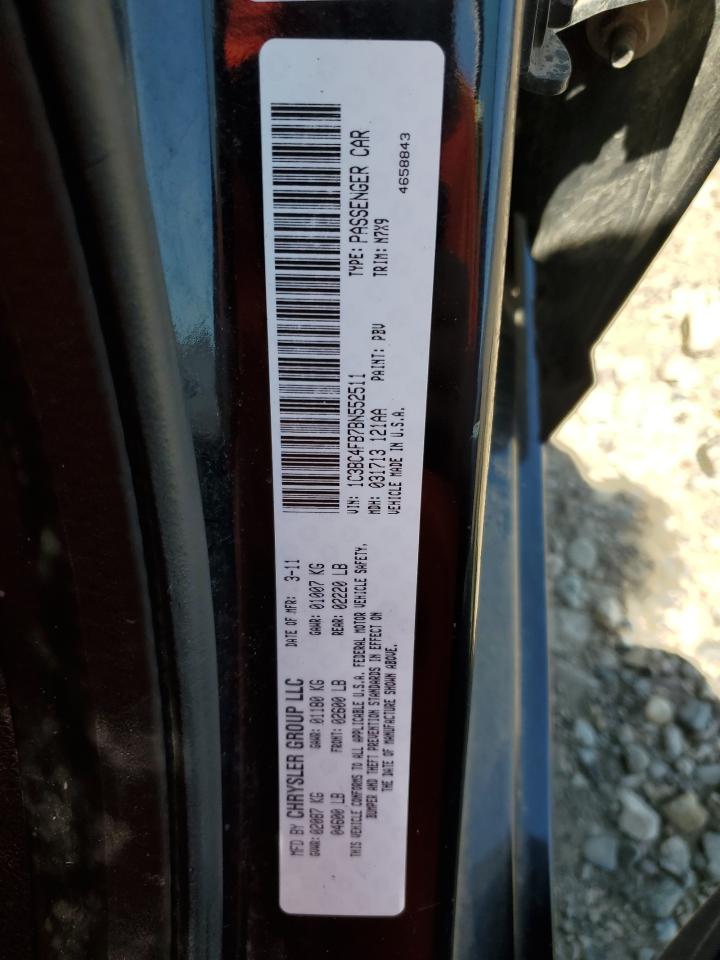 MFD BY CHRYSLER GROUP LLC DATE OF MFR: 3-11
GVWR: 02087 KG GAWR: 01180 KG GAWR: 01007 KG
04600 LB FRONT: 02600 LB REAR: 02220 LB
THIS VEHICLE CONFORMS TO ALL APPLICABLE U.S.A. FEDERAL MOTOR VEHICLE SAFETY,
BUMPER AND THEFT PREVENTION STANDARDS IN EFFECT ON
THE DATE OF MANUFACTURE SHOWN ABOVE.
VIN: 1C3BC4FB7BN552511 TYPE: PASSENGER CAR
MDH: 031713 121AA PAINT: PBV TRIM: N7X9
VEHICLE MADE IN U.S.A.
4658843